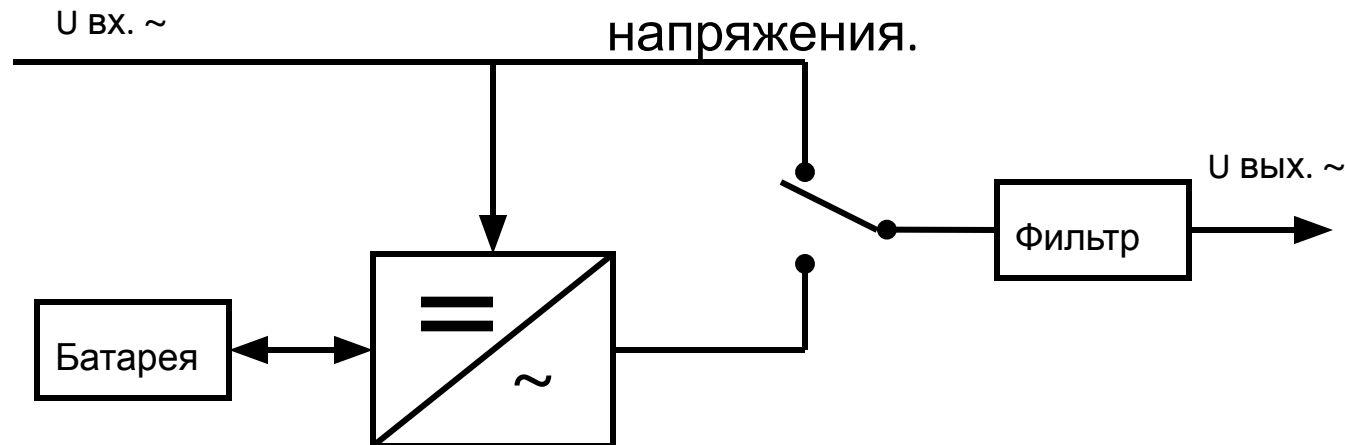 U вх. ~
напряжения.
U вых. ~
Фильтр
=
Батарея
~